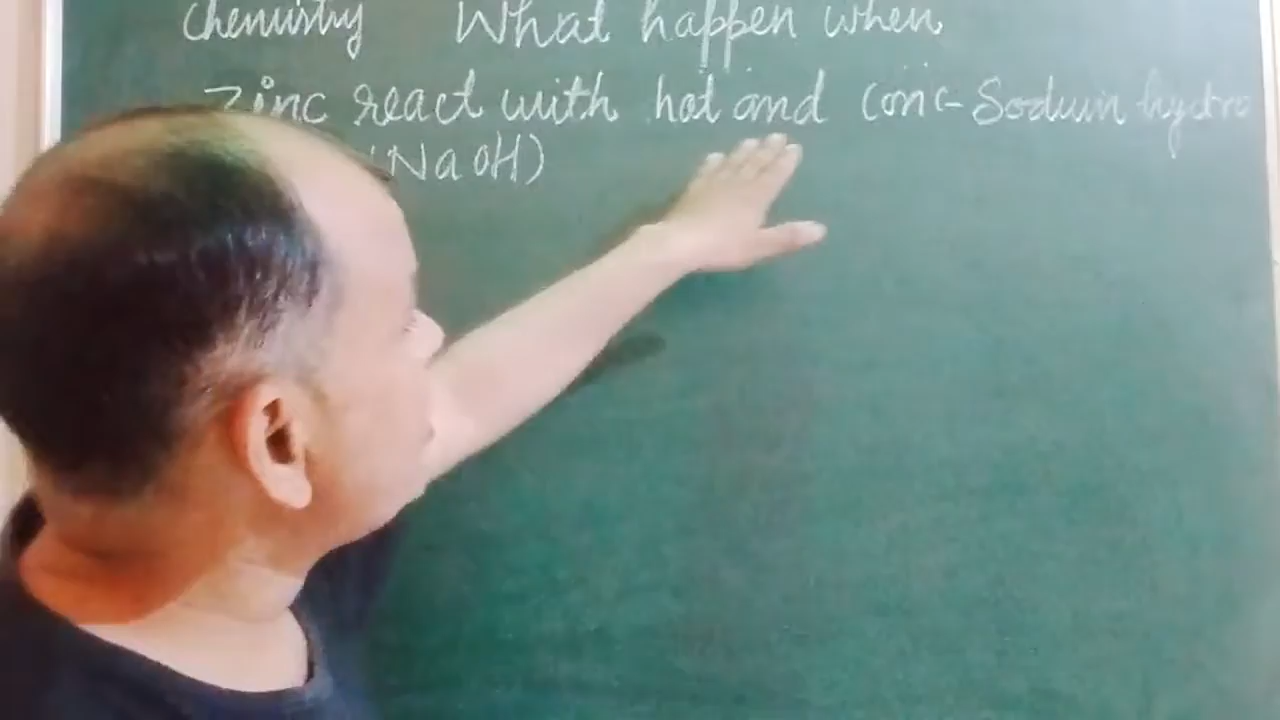 Chemistry What happen when
Zinc react with hot and conc- Sodium hydro
(NaOH)